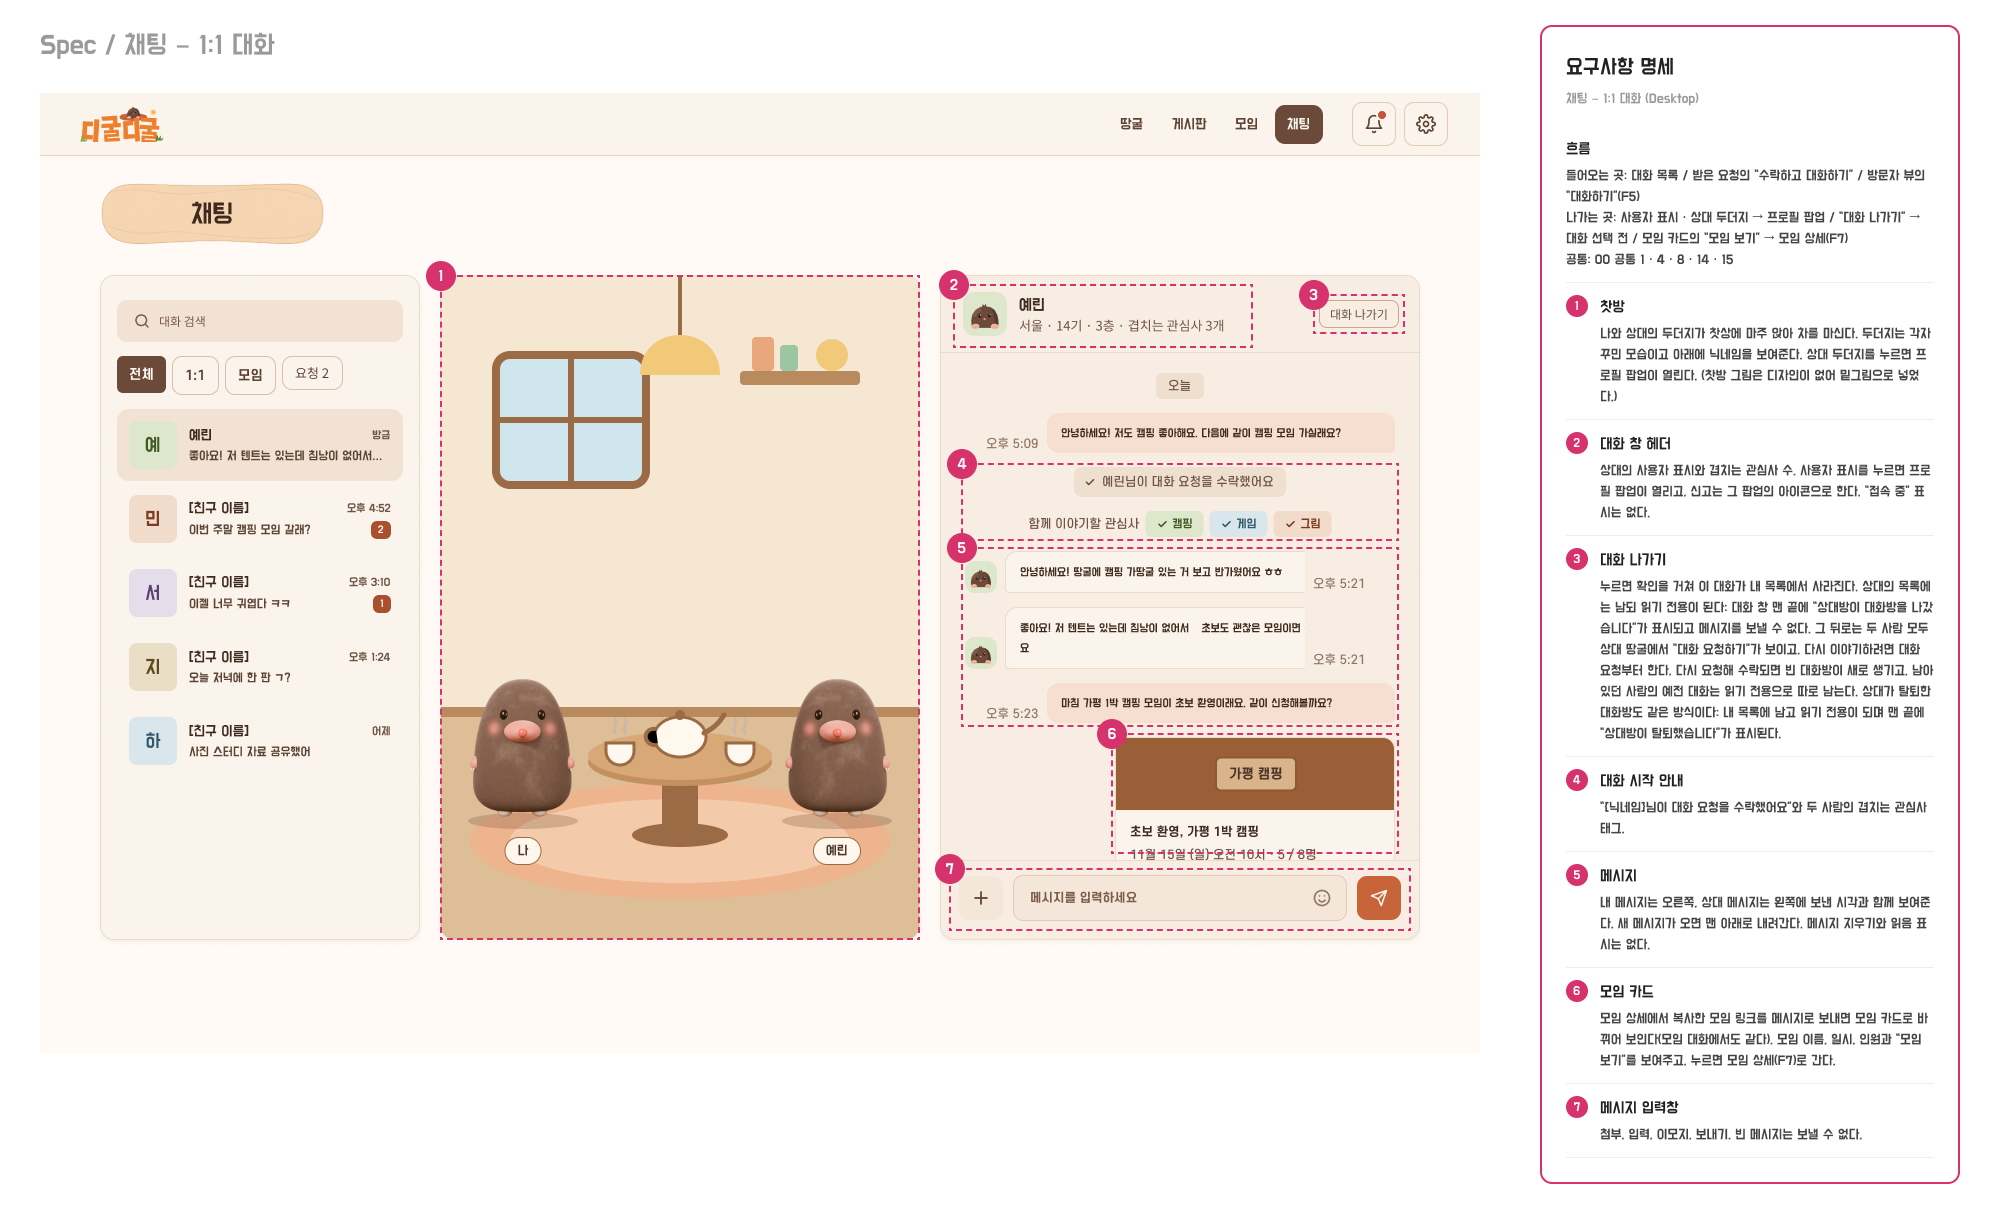 Spec / 채팅 – 1:1 대화
디굴디굴
땅굴
게시판
모임
채팅
채팅
대화 검색
전체
1:1
모임
요청 2
예
예린
방금
좋아요! 저 텐트는 있는데 침낭이 없어서...
민
[친구 이름]
오후 4:52
이번 주말 캠핑 모임 갈래?
2
서
[친구 이름]
오후 3:10
이젤 너무 귀엽다 ㅋㅋ
1
지
[친구 이름]
오후 1:24
오늘 저녁에 한 판 ㄱ?
하
[친구 이름]
어제
사진 스터디 자료 공유했어
1
나
예린
2
예린
서울 · 14기 · 3층 · 겹치는 관심사 3개
3
대화 나가기
오늘
안녕하세요! 저도 캠핑 좋아해요. 다음에 같이 캠핑 모임 가실래요?
오후 5:09
4
예린님이 대화 요청을 수락했어요
함께 이야기할 관심사
캠핑
게임
그림
5
안녕하세요! 땅굴에 캠핑 가땅굴 있는 거 보고 반가웠어요 ㅎㅎ
오후 5:21
좋아요! 저 텐트는 있는데 침낭이 없어서 초보도 괜찮은 모임이면
요
오후 5:21
마침 가평 1박 캠핑 모임이 초보 환영이래요. 같이 신청해볼까요?
오후 5:23
6
가평 캠핑
초보 환영, 가평 1박 캠핑
11월 15일 (일) 오전 10시 · 5 / 8명
7
메시지를 입력하세요
요구사항 명세
채팅 – 1:1 대화 (Desktop)
흐름
들어오는 곳: 대화 목록 / 받은 요청의 "수락하고 대화하기" / 방문자 뷰의
"대화하기"(F5)
나가는 곳: 사용자 표시 · 상대 두더지 → 프로필 팝업 / "대화 나가기" →
대화 선택 전 / 모임 카드의 "모임 보기" → 모임 상세(F7)
공통: 00 공통 1 · 4 · 8 · 14 · 15
1 찻방
나와 상대의 두더지가 찻상에 마주 앉아 차를 마신다. 두더지는 각자
꾸민 모습이고 아래에 닉네임을 보여준다. 상대 두더지를 누르면 프
로필 팝업이 열린다. (찻방 그림은 디자인이 없어 밑그림으로 넣었
다.)
2 대화 창 헤더
상대의 사용자 표시와 겹치는 관심사 수. 사용자 표시를 누르면 프로
필 팝업이 열리고, 신고는 그 팝업의 아이콘으로 한다. "접속 중" 표
시는 없다.
3 대화 나가기
누르면 확인을 거쳐 이 대화가 내 목록에서 사라진다. 상대의 목록에
는 남되 읽기 전용이 된다: 대화 창 맨 끝에 "상대방이 대화방을 나갔
습니다"가 표시되고 메시지를 보낼 수 없다. 그 뒤로는 두 사람 모두
상대 땅굴에서 "대화 요청하기"가 보이고, 다시 이야기하려면 대화
요청부터 한다. 다시 요청해 수락되면 빈 대화방이 새로 생기고, 남아
있던 사람의 예전 대화는 읽기 전용으로 따로 남는다. 상대가 탈퇴한
대화방도 같은 방식이다: 내 목록에 남고 읽기 전용이 되며 맨 끝에
"상대방이 탈퇴했습니다"가 표시된다.
4 대화 시작 안내
"[닉네임]님이 대화 요청을 수락했어요"와 두 사람의 겹치는 관심사
태그.
5 메시지
내 메시지는 오른쪽, 상대 메시지는 왼쪽에 보낸 시각과 함께 보여준
다. 새 메시지가 오면 맨 아래로 내려간다. 메시지 지우기와 읽음 표
시는 없다.
6 모임 카드
모임 상세에서 복사한 모임 링크를 메시지로 보내면 모임 카드로 바
뀌어 보인다(모임 대화에서도 같다). 모임 이름, 일시, 인원과 "모임
보기"를 보여주고, 누르면 모임 상세(F7)로 간다.
7 메시지 입력창
첨부, 입력, 이모지, 보내기. 빈 메시지는 보낼 수 없다.